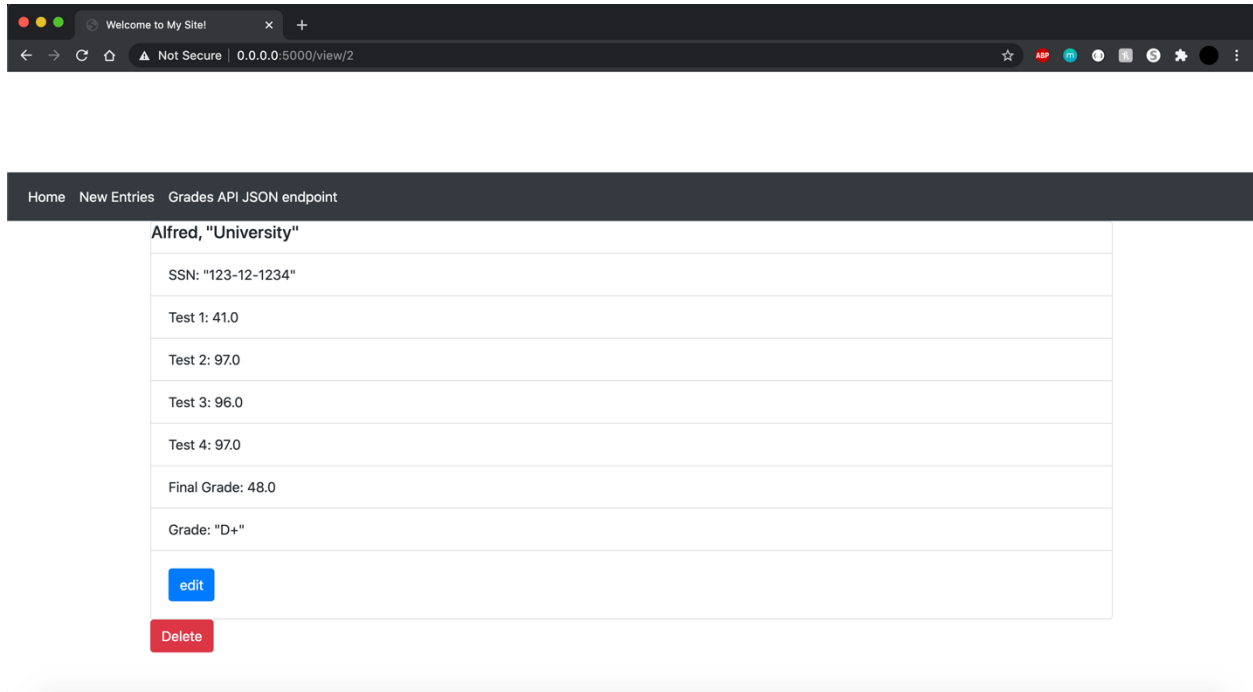 Welcome to My Site!
Not Secure | 0.0.0.0:5000/view/2
ABP m S
Home New Entries Grades API JSON endpoint
Alfred, "University"
SSN: "123-12-1234"
Test 1: 41.0
Test 2: 97.0
Test 3: 96.0
Test 4: 97.0
Final Grade: 48.0
Grade: "D+"
edit
Delete